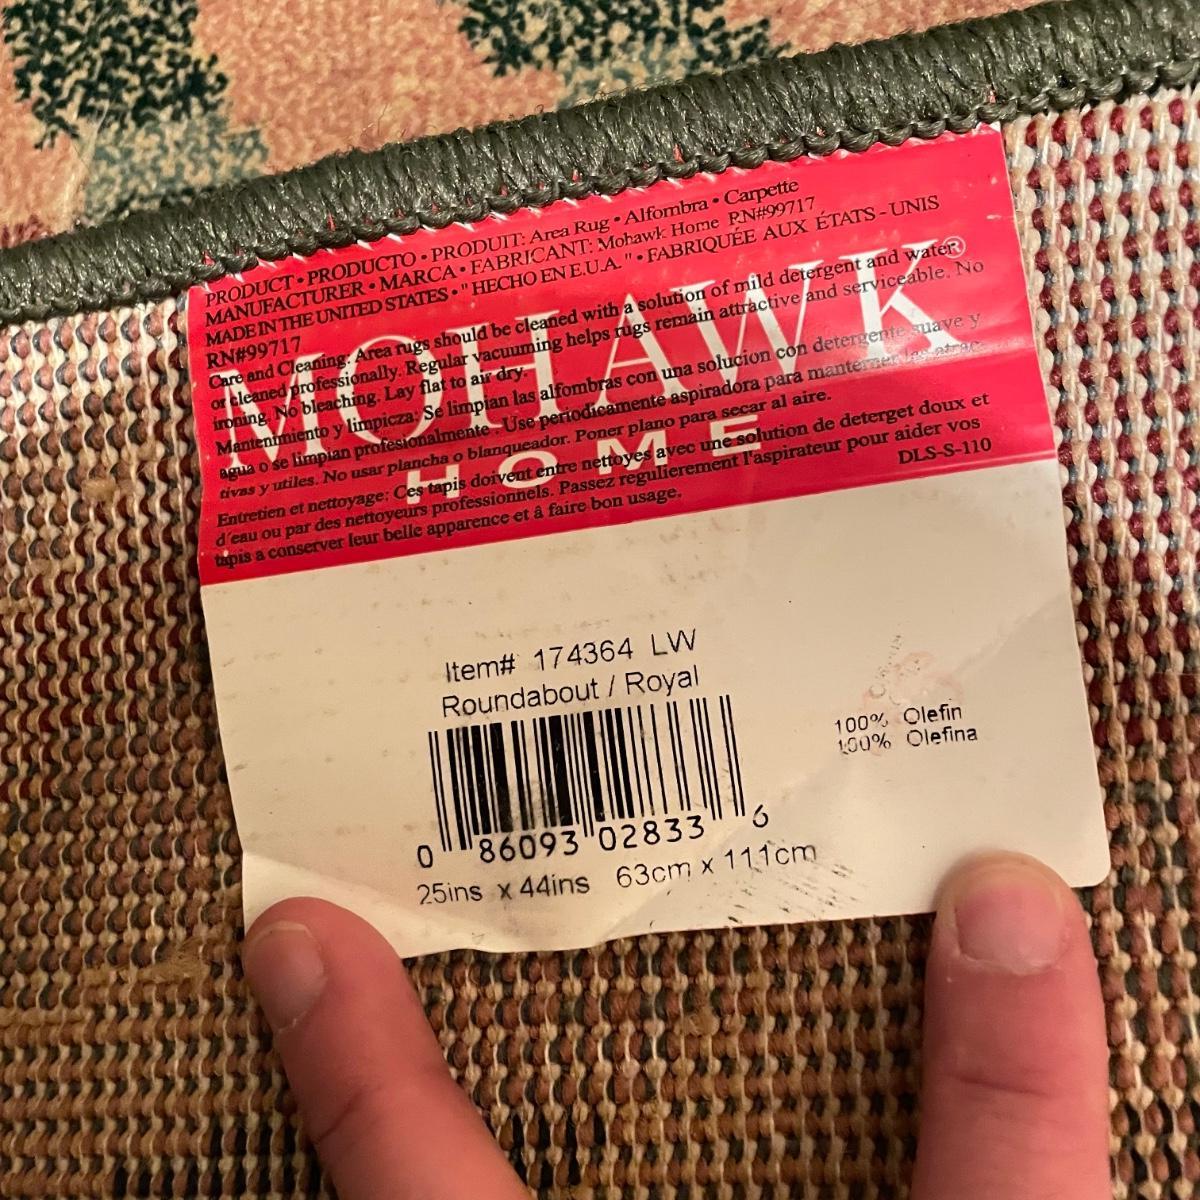 PRODUCT • PRODUCTO • PRODUIT: Area Rug • Alfombra • Carpette
MANUFACTURER • MARCA • FABRICANT: Mohawk Home RN#99717
MADE IN THE UNITED STATES • " HECHO EN E.U.A. " • FABRIQUÉE AUX ÉTATS - UNIS
RN#99717
MOHAWK®
HOME
Care and Cleaning: Area rugs should be cleaned with a solution of mild detergent and water
or cleaned professionally. Regular vacuuming helps rugs remain attractive and serviceable. No
ironing. No bleaching. Lay flat to air dry.
Mantenimiento y limpicza: Se limpian las alfombras con una solucion con detergente suave y
agua o se limpian profesionalmente . Use periodicamente aspiradora para mantener las atrac-
tivas y utiles. No usar plancha o blanqueador. Poner plano para secar al aire.
Entretien et nettoyage: Ces tapis doivent entre nettoyes avec une solution de deterget doux et
d'eau ou par des nettoyeurs professionnels. Passez regulierement l'aspirateur pour aider vos
tapis a conserver leur belle apparence et â faire bon usage.
DLS-S-110
Item# 174364 LW
Roundabout / Royal
100% Olefin
100% Olefina
0 86093 02833 6
25ins x 44ins 63cm x 111cm